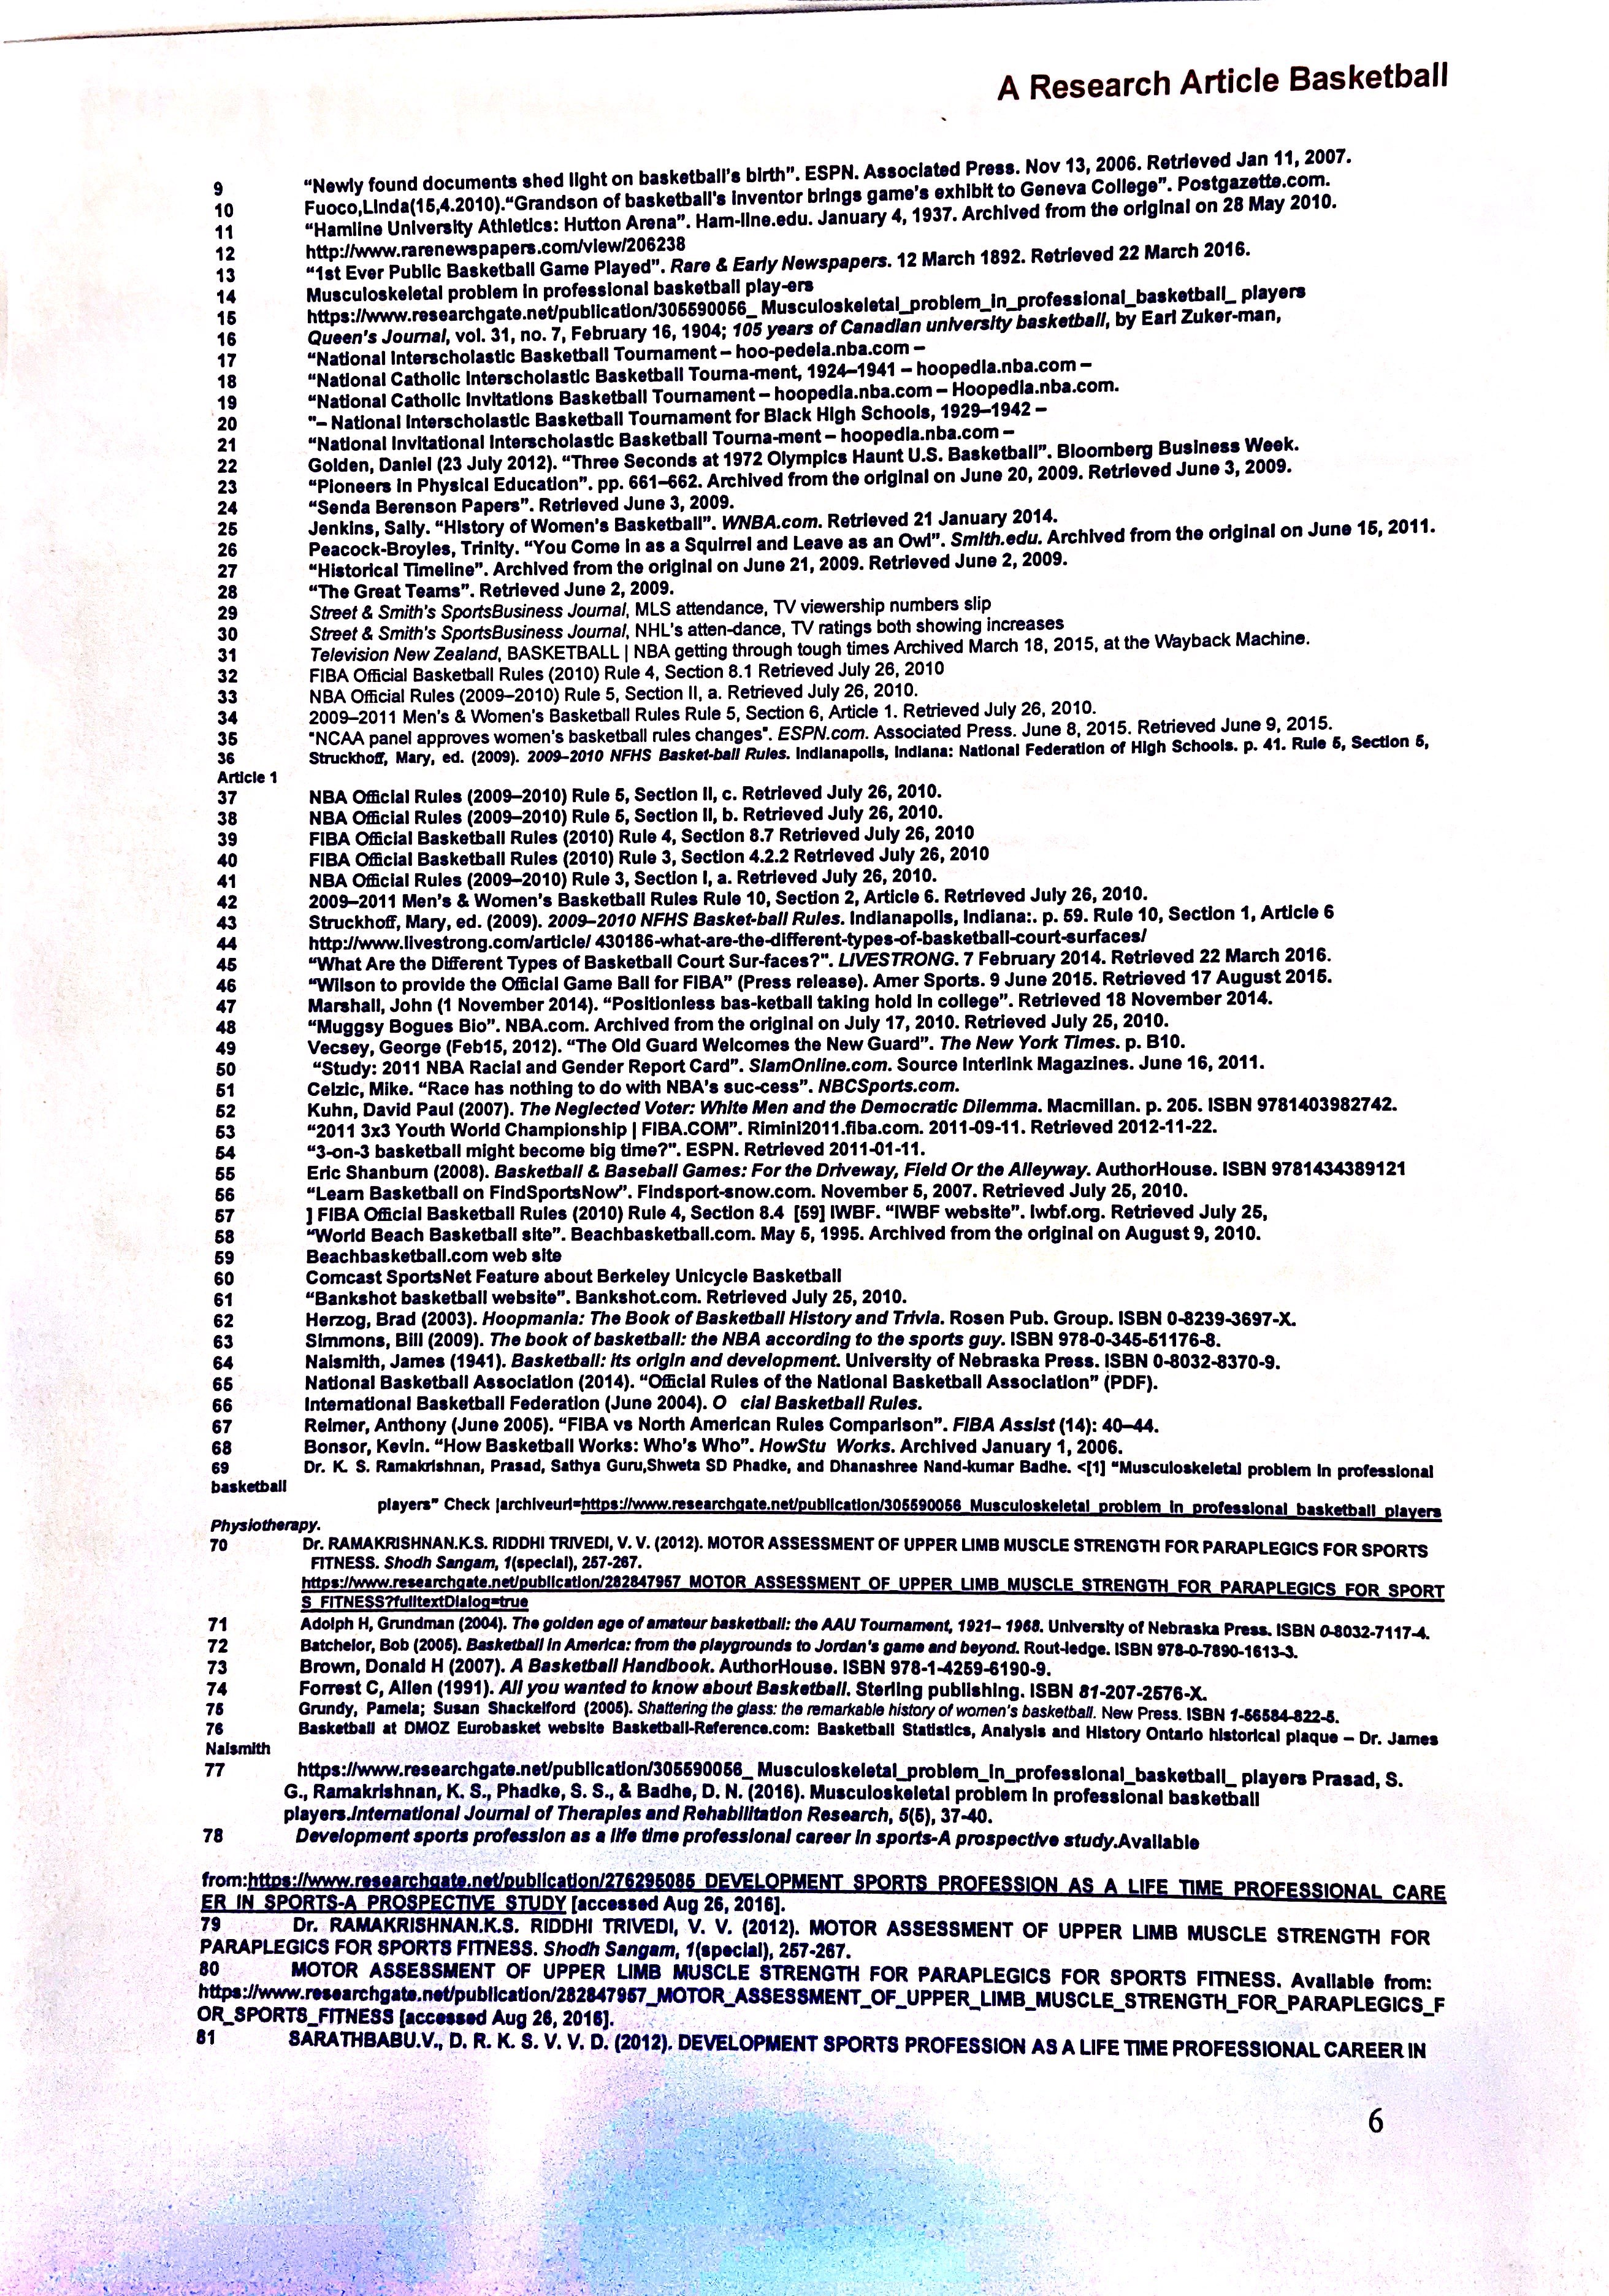 A Research Article Basketball
9 “Newly found documents shed light on basketball's birth”. ESPN. Associated Press. Nov 13, 2006. Retrieved Jan 11, 2007.
10 Fuoco,Linda(15,4.2010).“Grandson of basketball's inventor brings game's exhibit to Geneva College”. Postgazette.com.
11 “Hamline University Athletics: Hutton Arena”. Ham-line.edu. January 4, 1937. Archived from the original on 28 May 2010.
12 http://www.rarenewspapers.com/view/206238
13 “1st Ever Public Basketball Game Played”. Rare & Early Newspapers. 12 March 1892. Retrieved 22 March 2016.
14 Musculoskeletal problem in professional basketball play-ers
15 https://www.researchgate.net/publication/305590056_ Musculoskeletal_problem_in_professional_basketball_ players
16 Queen's Journal, vol. 31, no. 7, February 16, 1904; 105 years of Canadian university basketball, by Earl Zuker-man,
17 “National Interscholastic Basketball Tournament – hoo-pedela.nba.com –
18 “National Catholic Interscholastic Basketball Tourna-ment, 1924–1941 – hoopedla.nba.com –
19 “National Catholic Invitations Basketball Tournament – hoopedla.nba.com – Hoopedla.nba.com.
20 "– National Interscholastic Basketball Tournament for Black High Schools, 1929–1942 –
21 “National Invitational Interscholastic Basketball Tourna-ment – hoopedla.nba.com –
22 Golden, Daniel (23 July 2012). “Three Seconds at 1972 Olympics Haunt U.S. Basketball”. Bloomberg Business Week.
23 “Pioneers in Physical Education”. pp. 661–662. Archived from the original on June 20, 2009. Retrieved June 3, 2009.
24 “Senda Berenson Papers”. Retrieved June 3, 2009.
25 Jenkins, Sally. “History of Women's Basketball”. WNBA.com. Retrieved 21 January 2014.
26 Peacock-Broyles, Trinity. “You Come in as a Squirrel and Leave as an Owl”. Smith.edu. Archived from the original on June 15, 2011.
27 “Historical Timeline”. Archived from the original on June 21, 2009. Retrieved June 2, 2009.
28 “The Great Teams”. Retrieved June 2, 2009.
29 Street & Smith's SportsBusiness Journal, MLS attendance, TV viewership numbers slip
30 Street & Smith's SportsBusiness Journal, NHL's atten-dance, TV ratings both showing increases
31 Television New Zealand, BASKETBALL | NBA getting through tough times Archived March 18, 2015, at the Wayback Machine.
32 FIBA Official Basketball Rules (2010) Rule 4, Section 8.1 Retrieved July 26, 2010
33 NBA Official Rules (2009–2010) Rule 5, Section II, a. Retrieved July 26, 2010.
34 2009–2011 Men's & Women's Basketball Rules Rule 5, Section 6, Article 1. Retrieved July 26, 2010.
35 "NCAA panel approves women's basketball rules changes". ESPN.com. Associated Press. June 8, 2015. Retrieved June 9, 2015.
36 Struckhoff, Mary, ed. (2009). 2009–2010 NFHS Basket-ball Rules. Indianapolis, Indiana: National Federation of High Schools. p. 41. Rule 5, Section 5,
Article 1
37 NBA Official Rules (2009–2010) Rule 5, Section II, c. Retrieved July 26, 2010.
38 NBA Official Rules (2009–2010) Rule 5, Section II, b. Retrieved July 26, 2010.
39 FIBA Official Basketball Rules (2010) Rule 4, Section 8.7 Retrieved July 26, 2010
40 FIBA Official Basketball Rules (2010) Rule 3, Section 4.2.2 Retrieved July 26, 2010
41 NBA Official Rules (2009–2010) Rule 3, Section I, a. Retrieved July 26, 2010.
42 2009–2011 Men's & Women's Basketball Rules Rule 10, Section 2, Article 6. Retrieved July 26, 2010.
43 Struckhoff, Mary, ed. (2009). 2009–2010 NFHS Basket-ball Rules. Indianapolis, Indiana:. p. 59. Rule 10, Section 1, Article 6
44 http://www.livestrong.com/article/ 430186-what-are-the-different-types-of-basketball-court-surfaces/
45 “What Are the Different Types of Basketball Court Sur-faces?". LIVESTRONG. 7 February 2014. Retrieved 22 March 2016.
46 “Wilson to provide the Official Game Ball for FIBA” (Press release). Amer Sports. 9 June 2015. Retrieved 17 August 2015.
47 Marshall, John (1 November 2014). “Positionless bas-ketball taking hold in college”. Retrieved 18 November 2014.
48 “Muggsy Bogues Bio”. NBA.com. Archived from the original on July 17, 2010. Retrieved July 25, 2010.
49 Vecsey, George (Feb15, 2012). “The Old Guard Welcomes the New Guard”. The New York Times. p. B10.
50 “Study: 2011 NBA Racial and Gender Report Card”. SlamOnline.com. Source Interlink Magazines. June 16, 2011.
51 Celzic, Mike. “Race has nothing to do with NBA's suc-cess”. NBCSports.com.
52 Kuhn, David Paul (2007). The Neglected Voter: White Men and the Democratic Dilemma. Macmillan. p. 205. ISBN 9781403982742.
53 “2011 3x3 Youth World Championship | FIBA.COM”. Rimini2011.fiba.com. 2011-09-11. Retrieved 2012-11-22.
54 “3-on-3 basketball might become big time?". ESPN. Retrieved 2011-01-11.
55 Eric Shanburn (2008). Basketball & Baseball Games: For the Driveway, Field Or the Alleyway. AuthorHouse. ISBN 9781434389121
56 “Learn Basketball on FindSportsNow”. Findsport-snow.com. November 5, 2007. Retrieved July 25, 2010.
57 ] FIBA Official Basketball Rules (2010) Rule 4, Section 8.4 [59] IWBF. “IWBF website”. Iwbf.org. Retrieved July 25,
58 “World Beach Basketball site”. Beachbasketball.com. May 5, 1995. Archived from the original on August 9, 2010.
59 Beachbasketball.com web site
60 Comcast SportsNet Feature about Berkeley Unicycle Basketball
61 “Bankshot basketball website”. Bankshot.com. Retrieved July 25, 2010.
62 Herzog, Brad (2003). Hoopmania: The Book of Basketball History and Trivia. Rosen Pub. Group. ISBN 0-8239-3697-X.
63 Simmons, Bill (2009). The book of basketball: the NBA according to the sports guy. ISBN 978-0-345-51176-8.
64 Naismith, James (1941). Basketball: its origin and development. University of Nebraska Press. ISBN 0-8032-8370-9.
65 National Basketball Association (2014). “Official Rules of the National Basketball Association” (PDF).
66 International Basketball Federation (June 2004). O cial Basketball Rules.
67 Reimer, Anthony (June 2005). “FIBA vs North American Rules Comparison”. FIBA Assist (14): 40–44.
68 Bonsor, Kevin. “How Basketball Works: Who's Who”. HowStu Works. Archived January 1, 2006.
69 Dr. K. S. Ramakrishnan, Prasad, Sathya Guru,Shweta SD Phadke, and Dhanashree Nand-kumar Badhe. <[1] “Musculoskeletal problem in professional
basketball
players” Check |archiveurl=https://www.researchgate.net/publication/305590056_Musculoskeletal_problem_in_professional_basketball_players
Physiotherapy.
70 Dr. RAMAKRISHNAN.K.S. RIDDHI TRIVEDI, V. V. (2012). MOTOR ASSESSMENT OF UPPER LIMB MUSCLE STRENGTH FOR PARAPLEGICS FOR SPORTS
FITNESS. Shodh Sangam, 1(special), 257-267.
https://www.researchgate.net/publication/282847957_MOTOR_ASSESSMENT_OF_UPPER_LIMB_MUSCLE_STRENGTH_FOR_PARAPLEGICS_FOR_SPORT
S_FITNESS?fulltextDialog=true
71 Adolph H, Grundman (2004). The golden age of amateur basketball: the AAU Tournament, 1921– 1968. University of Nebraska Press. ISBN 0-8032-7117-4.
72 Batchelor, Bob (2005). Basketball in America: from the playgrounds to Jordan's game and beyond. Rout-ledge. ISBN 978-0-7890-1613-3.
73 Brown, Donald H (2007). A Basketball Handbook. AuthorHouse. ISBN 978-1-4259-6190-9.
74 Forrest C, Allen (1991). All you wanted to know about Basketball. Sterling publishing. ISBN 81-207-2576-X.
75 Grundy, Pamela; Susan Shackelford (2005). Shattering the glass: the remarkable history of women's basketball. New Press. ISBN 1-56584-822-5.
76 Basketball at DMOZ Eurobasket website Basketball-Reference.com: Basketball Statistics, Analysis and History Ontario historical plaque – Dr. James
Naismith
77 https://www.researchgate.net/publication/305590056_ Musculoskeletal_problem_in_professional_basketball_ players Prasad, S.
G., Ramakrishnan, K. S., Phadke, S. S., & Badhe, D. N. (2016). Musculoskeletal problem in professional basketball
players.International Journal of Therapies and Rehabilitation Research, 5(5), 37-40.
78 Development sports profession as a life time professional career in sports-A prospective study.Available
from:https://www.researchgate.net/publication/276295085_DEVELOPMENT_SPORTS_PROFESSION_AS_A_LIFE_TIME_PROFESSIONAL_CARE
ER_IN_SPORTS-A_PROSPECTIVE_STUDY [accessed Aug 26, 2016].
79 Dr. RAMAKRISHNAN.K.S. RIDDHI TRIVEDI, V. V. (2012). MOTOR ASSESSMENT OF UPPER LIMB MUSCLE STRENGTH FOR
PARAPLEGICS FOR SPORTS FITNESS. Shodh Sangam, 1(special), 257-267.
80 MOTOR ASSESSMENT OF UPPER LIMB MUSCLE STRENGTH FOR PARAPLEGICS FOR SPORTS FITNESS. Available from:
https://www.researchgate.net/publication/282847957_MOTOR_ASSESSMENT_OF_UPPER_LIMB_MUSCLE_STRENGTH_FOR_PARAPLEGICS_F
OR_SPORTS_FITNESS [accessed Aug 26, 2016].
81 SARATHBABU.V., D. R. K. S. V. V. D. (2012). DEVELOPMENT SPORTS PROFESSION AS A LIFE TIME PROFESSIONAL CAREER IN
6